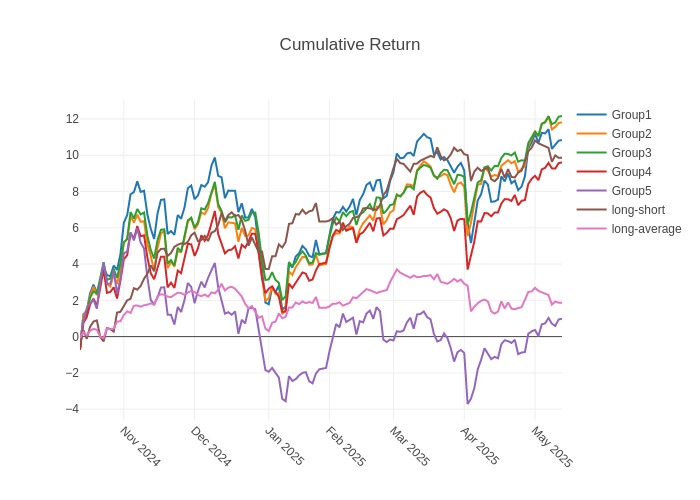 Cumulative Return
12
10
8
6
4
2
0
−2
−4
Nov 2024
Dec 2024
Jan 2025
Feb 2025
Mar 2025
Apr 2025
May 2025
Group1
Group2
Group3
Group4
Group5
long-short
long-average